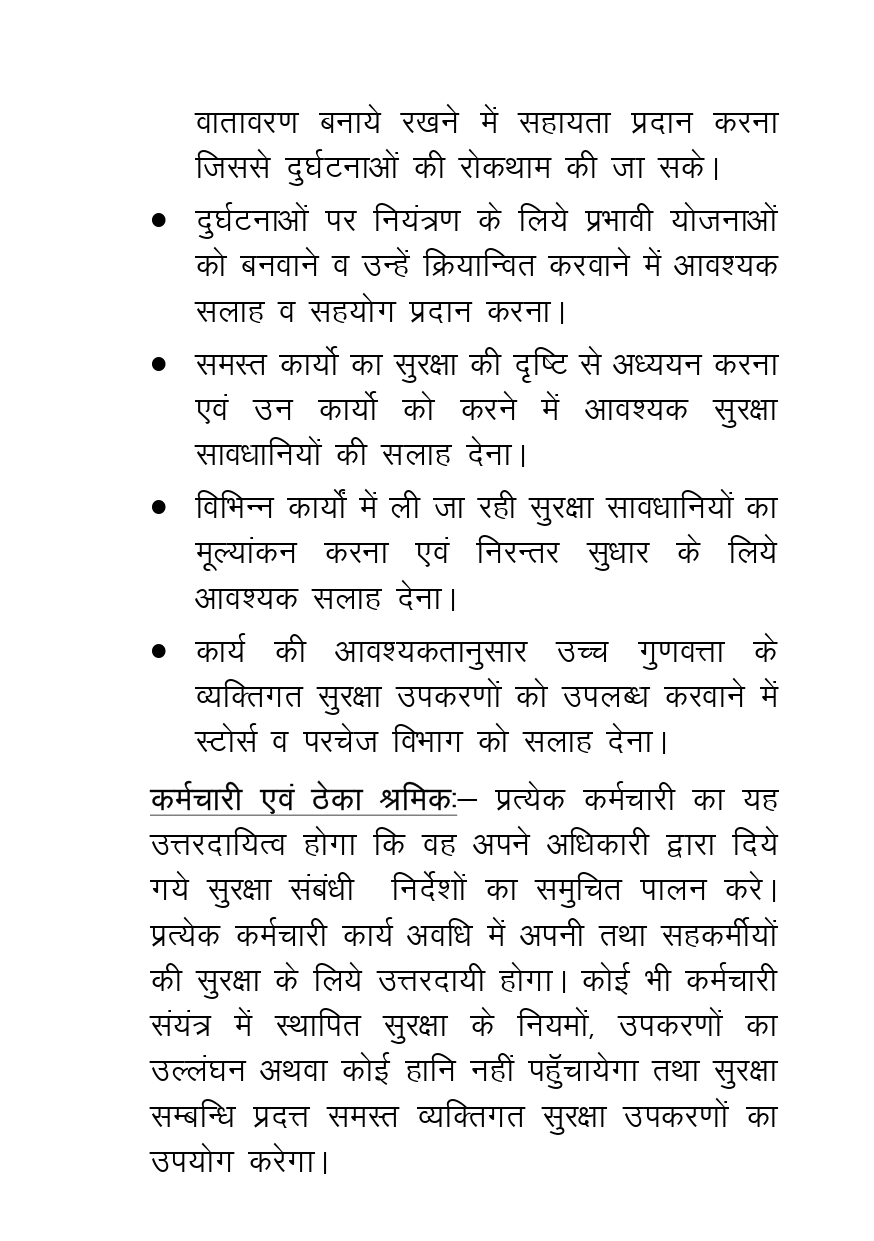 वातावरण बनाये रखने में सहायता प्रदान करना
जिससे दुर्घटनाओं की रोकथाम की जा सके।
• दुर्घटनाओं पर नियंत्रण के लिये प्रभावी योजनाओं
को बनवाने व उन्हें क्रियान्वित करवाने में आवश्यक
सलाह व सहयोग प्रदान करना।
• समस्त कार्यो का सुरक्षा की दृष्टि से अध्ययन करना
एवं उन कार्यो को करने में आवश्यक सुरक्षा
सावधानियों की सलाह देना।
• विभिन्न कार्यों में ली जा रही सुरक्षा सावधानियों का
मूल्यांकन करना एवं निरन्तर सुधार के लिये
आवश्यक सलाह देना।
• कार्य की आवश्यकतानुसार उच्च गुणवत्ता के
व्यक्तिगत सुरक्षा उपकरणों को उपलब्ध करवाने में
स्टोर्स व परचेज विभाग को सलाह देना।
कर्मचारी एवं ठेका श्रमिकः– प्रत्येक कर्मचारी का यह
उत्तरदायित्व होगा कि वह अपने अधिकारी द्वारा दिये
गये सुरक्षा संबंधी निर्देशों का समुचित पालन करे।
प्रत्येक कर्मचारी कार्य अवधि में अपनी तथा सहकर्मीयों
की सुरक्षा के लिये उत्तरदायी होगा। कोई भी कर्मचारी
संयंत्र में स्थापित सुरक्षा के नियमों, उपकरणों का
उल्लंघन अथवा कोई हानि नहीं पहुॅचायेगा तथा सुरक्षा
सम्बन्धि प्रदत्त समस्त व्यक्तिगत सुरक्षा उपकरणों का
उपयोग करेगा।